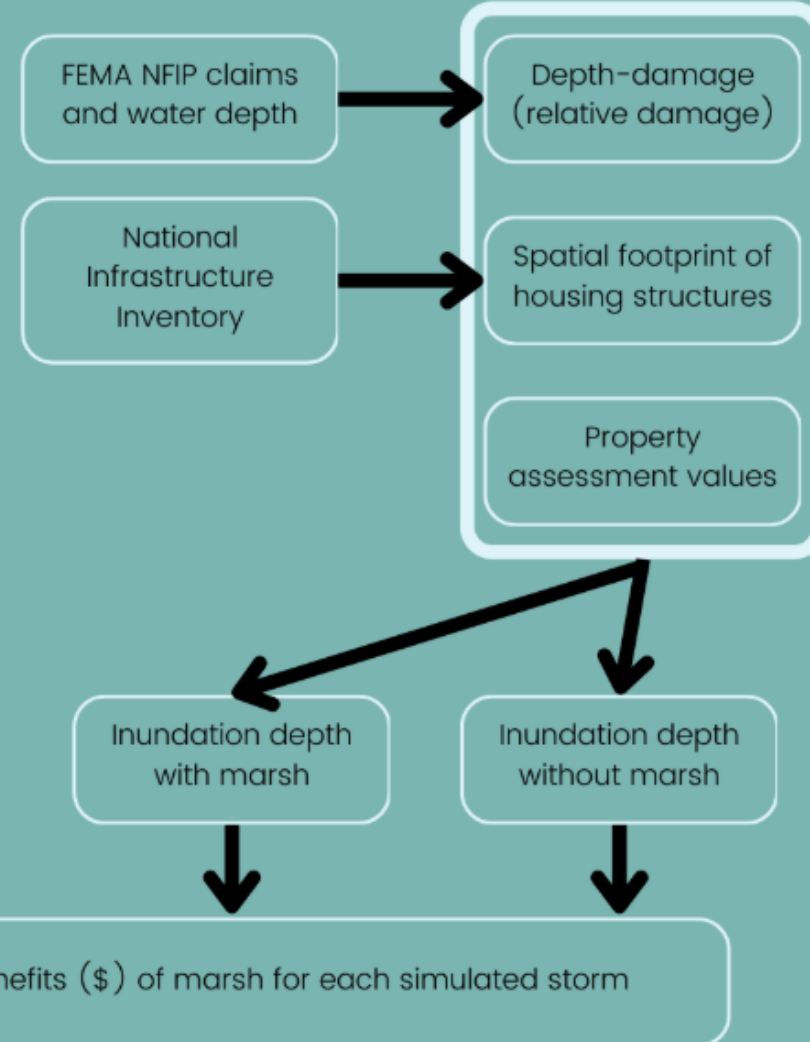 FEMA NFIP claims
and water depth
Depth-damage
(relative damage)
National
Infrastructure
Inventory
Spatial footprint of
housing structures
Property
assessment values
Inundation depth
with marsh
Inundation depth
without marsh
($) of marsh for each simulated storm